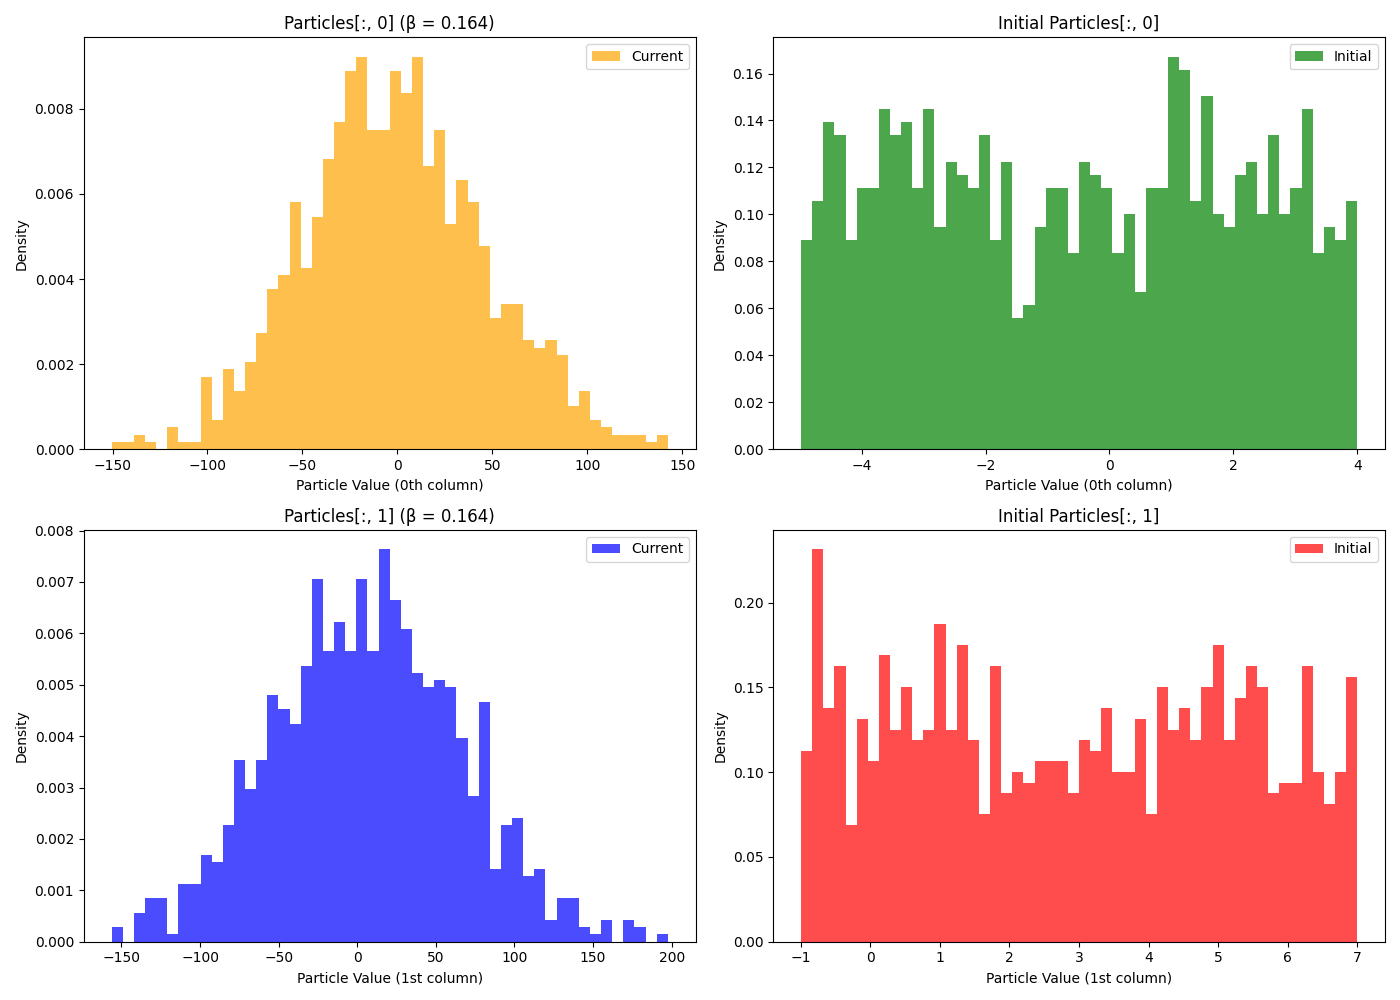 Particles[:, 0] (β = 0.164)
Current
Density
0.008
0.006
0.004
0.002
0.000
−150 −100 −50 0 50 100 150
Particle Value (0th column)
Initial Particles[:, 0]
Initial
Density
0.16
0.14
0.12
0.10
0.08
0.06
0.04
0.02
0.00
−4 −2 0 2 4
Particle Value (0th column)
Particles[:, 1] (β = 0.164)
Current
Density
0.008
0.007
0.006
0.005
0.004
0.003
0.002
0.001
0.000
−150 −100 −50 0 50 100 150 200
Particle Value (1st column)
Initial Particles[:, 1]
Initial
Density
0.20
0.15
0.10
0.05
0.00
−1 0 1 2 3 4 5 6 7
Particle Value (1st column)